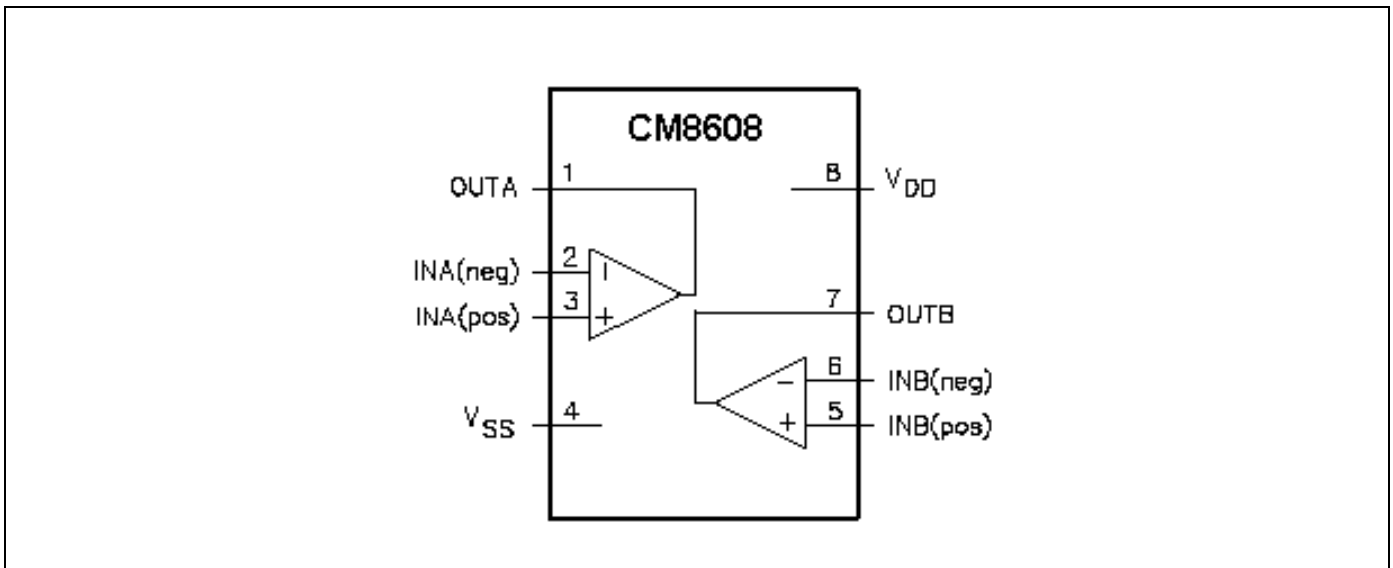 CM8608
OUTA 1
8 VDD
INA(neg) 2
INA(pos) 3
7 OUTB
6 INB(neg)
VSS 4
5 INB(pos)